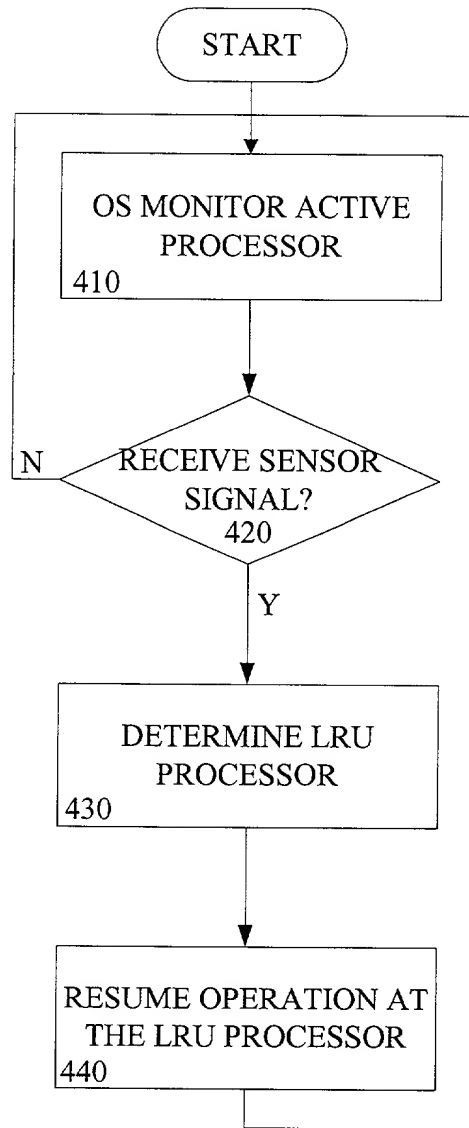 START
OS MONITOR ACTIVE
PROCESSOR
410
N
RECEIVE SENSOR
SIGNAL?
420
Y
DETERMINE LRU
PROCESSOR
430
RESUME OPERATION AT
THE LRU PROCESSOR
440